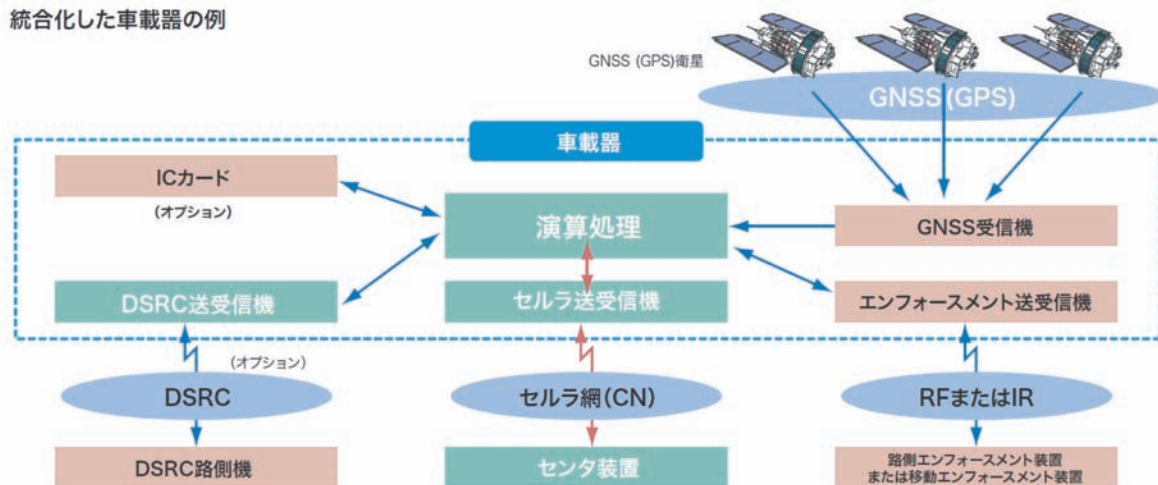 統合化した車載器の例
GNSS (GPS)衛星
GNSS(GPS)
車載器
ICカード
(オプション)
演算処理
GNSS受信機
DSRC送受信機
セルラ送受信機
エンフォースメント送受信機
(オプション)
DSRC
セルラ網(CN)
RFまたはIR
DSRC路側機
センタ装置
路側エンフォースメント装置
または移動エンフォースメント装置